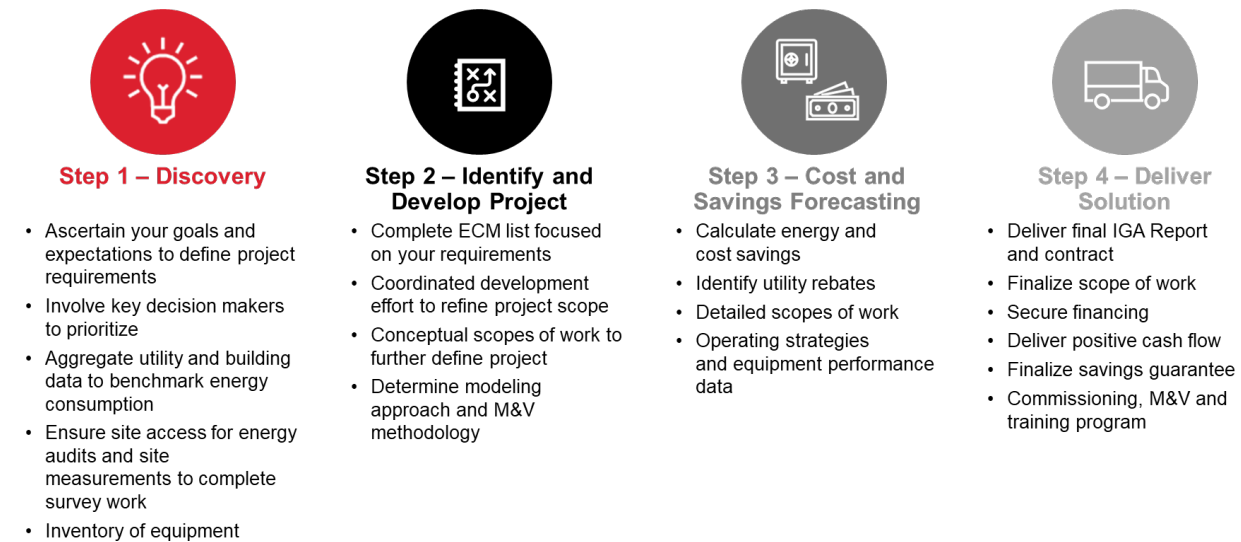 Step 1 – Discovery
• Ascertain your goals and
expectations to define project
requirements
• Involve key decision makers
to prioritize
• Aggregate utility and building
data to benchmark energy
consumption
• Ensure site access for energy
audits and site
measurements to complete
survey work
• Inventory of equipment
Step 2 – Identify and
Develop Project
• Complete ECM list focused
on your requirements
• Coordinated development
effort to refine project scope
• Conceptual scopes of work to
further define project
• Determine modeling
approach and M&V
methodology
Step 3 – Cost and
Savings Forecasting
• Calculate energy and
cost savings
• Identify utility rebates
• Detailed scopes of work
• Operating strategies
and equipment performance
data
Step 4 – Deliver
Solution
• Deliver final IGA Report
and contract
• Finalize scope of work
• Secure financing
• Deliver positive cash flow
• Finalize savings guarantee
• Commissioning, M&V and
training program